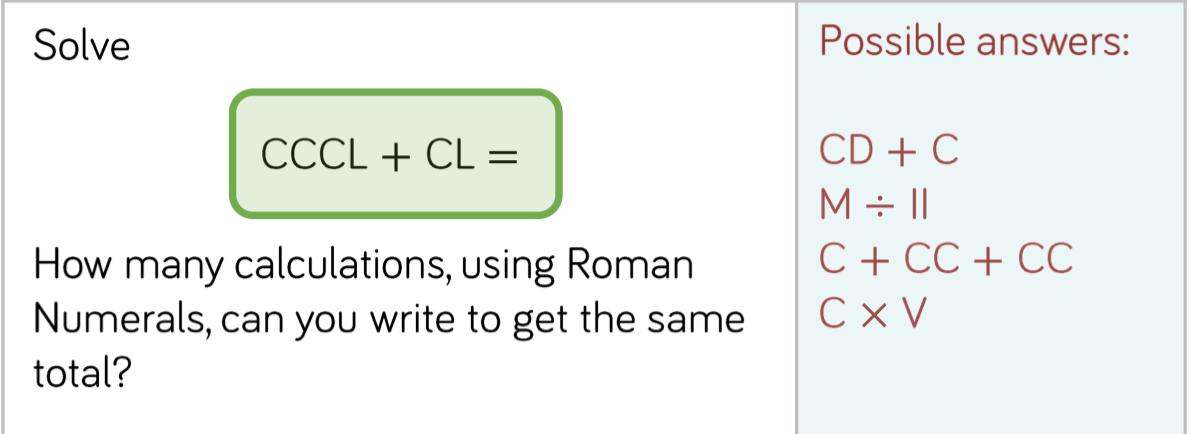 Solve
CCCL + CL =
How many calculations, using Roman
Numerals, can you write to get the same
total?
Possible answers:
CD + C
M ÷ II
C + CC + CC
C × V